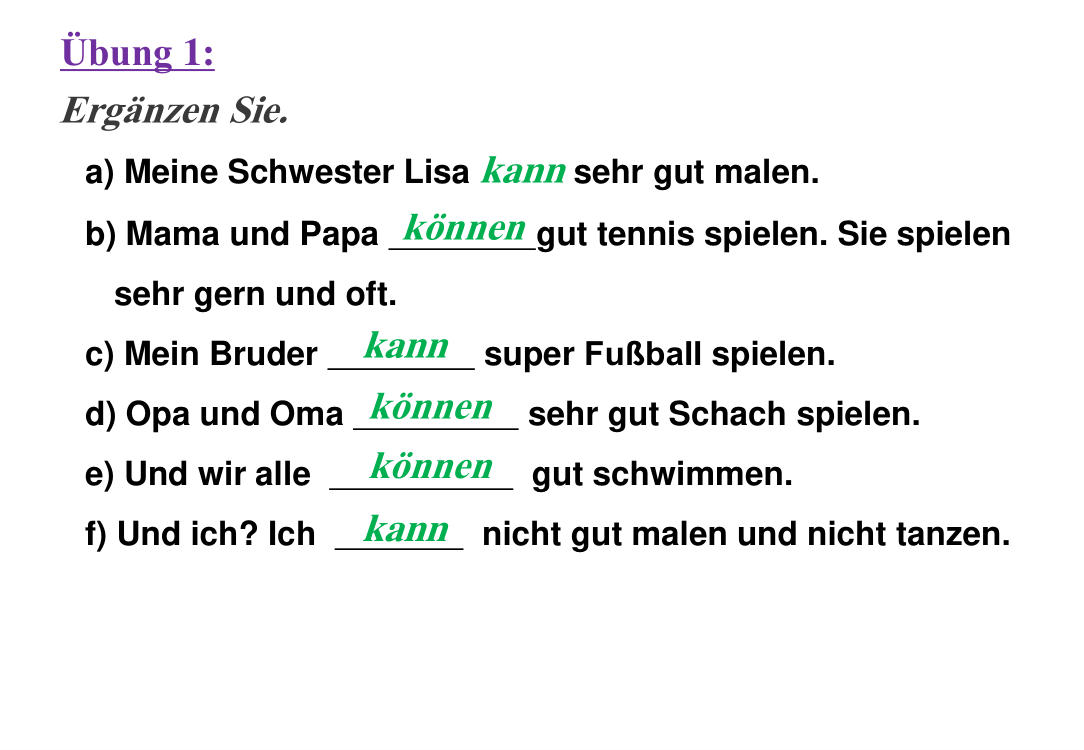 Übung 1:
Ergänzen Sie.
a) Meine Schwester Lisa kann sehr gut malen.
b) Mama und Papa können gut tennis spielen. Sie spielen
sehr gern und oft.
c) Mein Bruder kann super Fußball spielen.
d) Opa und Oma können sehr gut Schach spielen.
e) Und wir alle können gut schwimmen.
f) Und ich? Ich kann nicht gut malen und nicht tanzen.